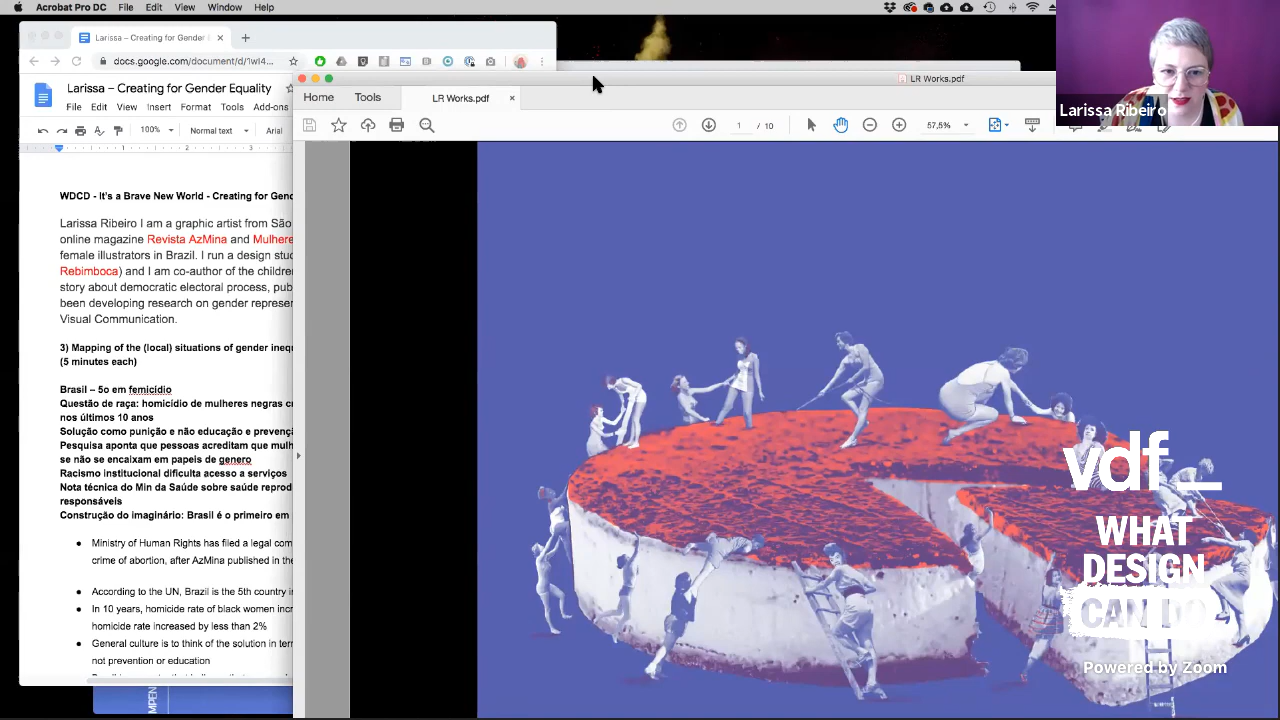 Acrobat Pro DC File Edit View Window Help
Larissa – Creating for Gender E
docs.google.com/document/d/1wI4...
Larissa – Creating for Gender Equality
File Edit View Insert Format Tools Add-ons
100% Normal text Arial
1 2 3
WDCD - It's a Brave New World - Creating for Gend
Larissa Ribeiro I am a graphic artist from São
online magazine Revista AzMina and Mulhere
female illustrators in Brazil. I run a design stu
Rebimboca) and I am co-author of the children
story about democratic electoral process, pub
been developing research on gender represen
Visual Communication.
3) Mapping of the (local) situations of gender inequ
(5 minutes each)
Brasil – 5o em femicídio
Questão de raça: homicídio de mulheres negras cr
nos últimos 10 anos
Solução como punição e não educação e prevenç
Pesquisa aponta que pessoas acreditam que mulh
se não se encaixam em papeis de genero
Racismo institucional dificulta acesso a serviços
Nota técnica do Min da Saúde sobre saúde reprod
responsáveis
Construção do imaginário: Brasil é o primeiro em
Ministry of Human Rights has filed a legal com
crime of abortion, after AzMina published in the
According to the UN, Brazil is the 5th country i
In 10 years, homicide rate of black women incr
homicide rate increased by less than 2%
General culture is to think of the solution in tern
not prevention or education
LR Works.pdf
Home Tools LR Works.pdf
1 / 10 57,5%
Larissa Ribeiro
vdf_
WHAT
DESIGN
CAN DO
Powered by Zoom